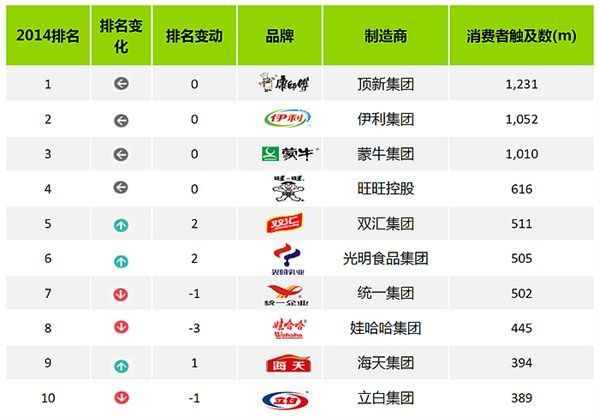 2014排名 排名变化 排名变动 品牌 制造商 消费者触及数(m)
1 0 康师傅 顶新集团 1,231
2 0 伊利 伊利集团 1,052
3 0 蒙牛 蒙牛集团 1,010
4 0 旺-旺 旺旺控股 616
5 2 双汇 双汇集团 511
6 2 光明乳业 光明食品集团 505
7 -1 统一企业 统一集团 502
8 -3 娃哈哈 Wahaha 娃哈哈集团 445
9 1 海天 海天集团 394
10 -1 立白 立白集团 389